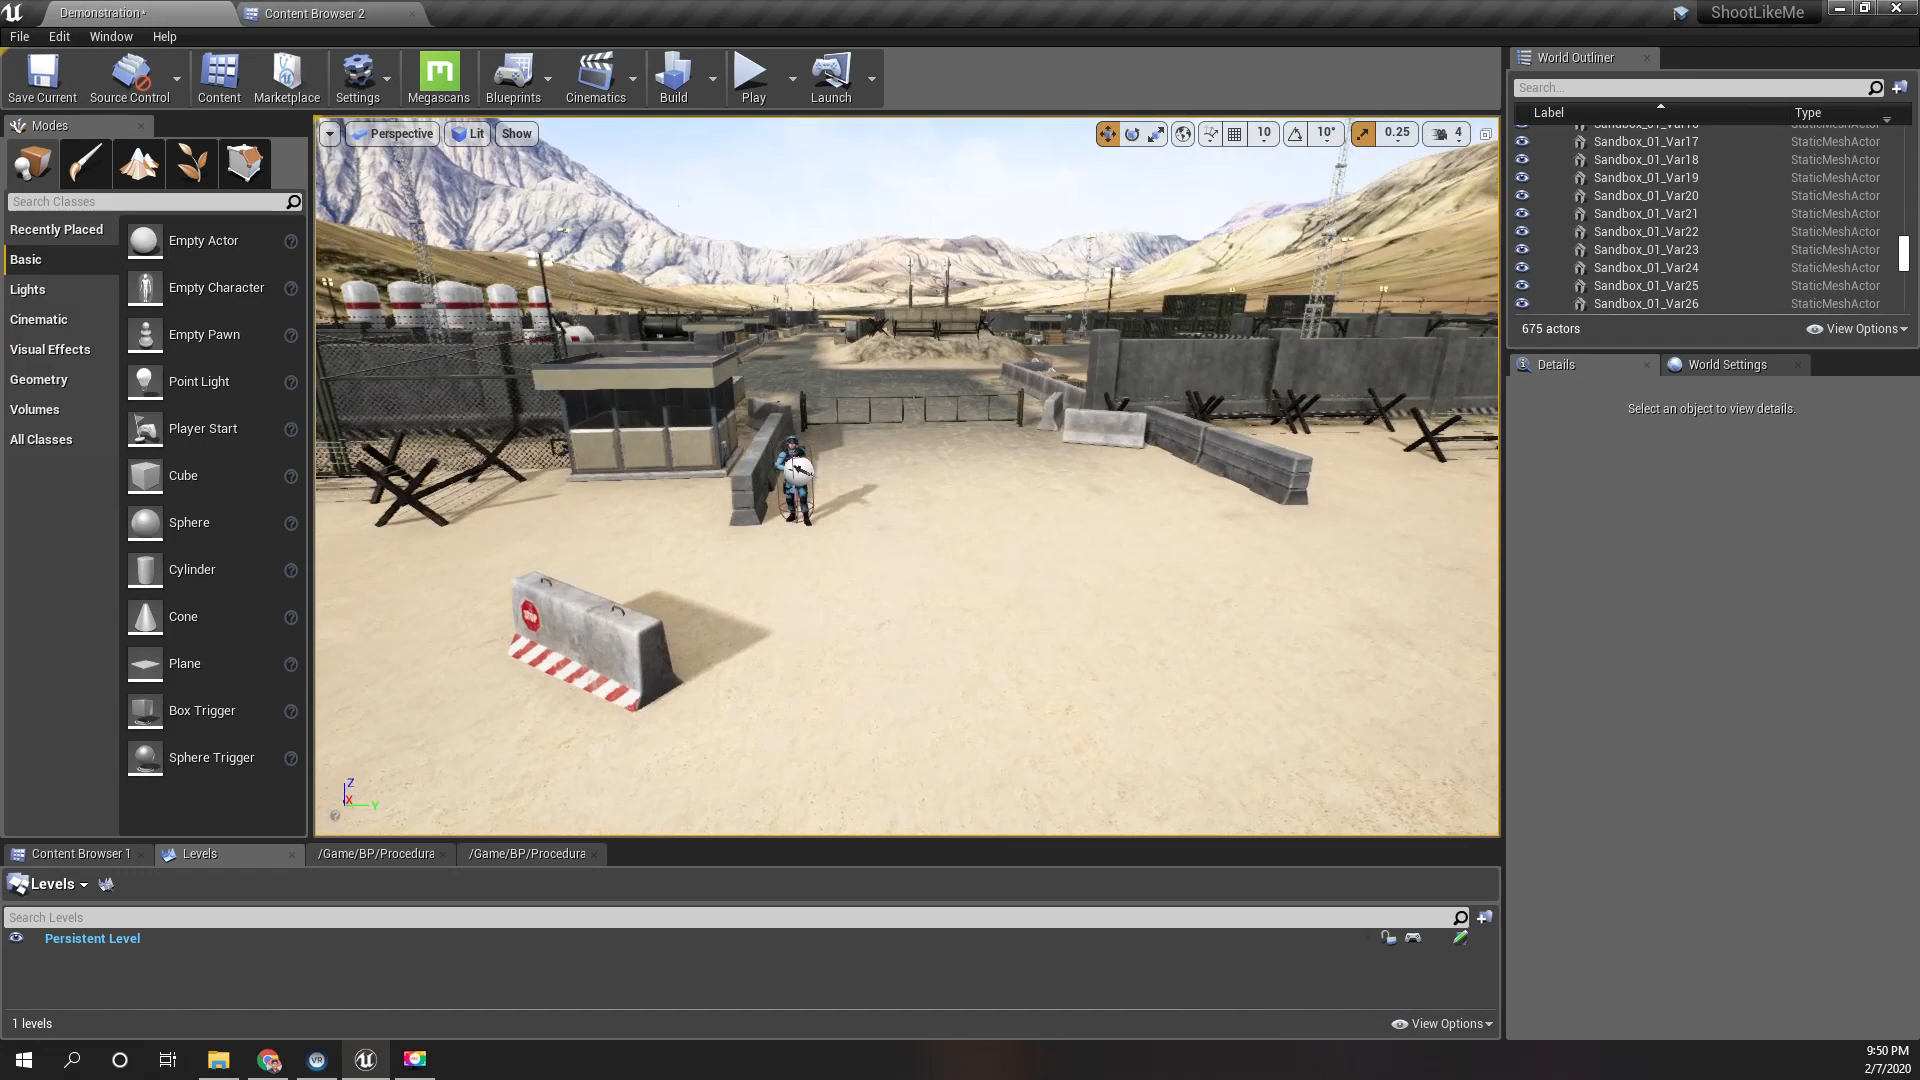 Demonstration*
Content Browser 2
ShootLikeMe
File Edit Window Help
Save Current
Source Control
Content
Marketplace
Settings
Megascans
Blueprints
Cinematics
Build
Play
Launch
Modes
Search Classes
Recently Placed
Basic
Lights
Cinematic
Visual Effects
Geometry
Volumes
All Classes
Empty Actor
Empty Character
Empty Pawn
Point Light
Player Start
Cube
Sphere
Cylinder
Cone
Plane
Box Trigger
Sphere Trigger
Perspective Lit Show
10 10° 0.25 4
STOP
Z
X
Y
World Outliner
Search...
Label Type
Sandbox_01_Var16 StaticMeshActor
Sandbox_01_Var17 StaticMeshActor
Sandbox_01_Var18 StaticMeshActor
Sandbox_01_Var19 StaticMeshActor
Sandbox_01_Var20 StaticMeshActor
Sandbox_01_Var21 StaticMeshActor
Sandbox_01_Var22 StaticMeshActor
Sandbox_01_Var23 StaticMeshActor
Sandbox_01_Var24 StaticMeshActor
Sandbox_01_Var25 StaticMeshActor
Sandbox_01_Var26 StaticMeshActor
675 actors
View Options
Details
World Settings
Select an object to view details.
Content Browser 1
Levels
/Game/BP/Procedura
/Game/BP/Procedura
Levels
Search Levels
Persistent Level
1 levels
View Options
VR
9:50 PM
2/7/2020